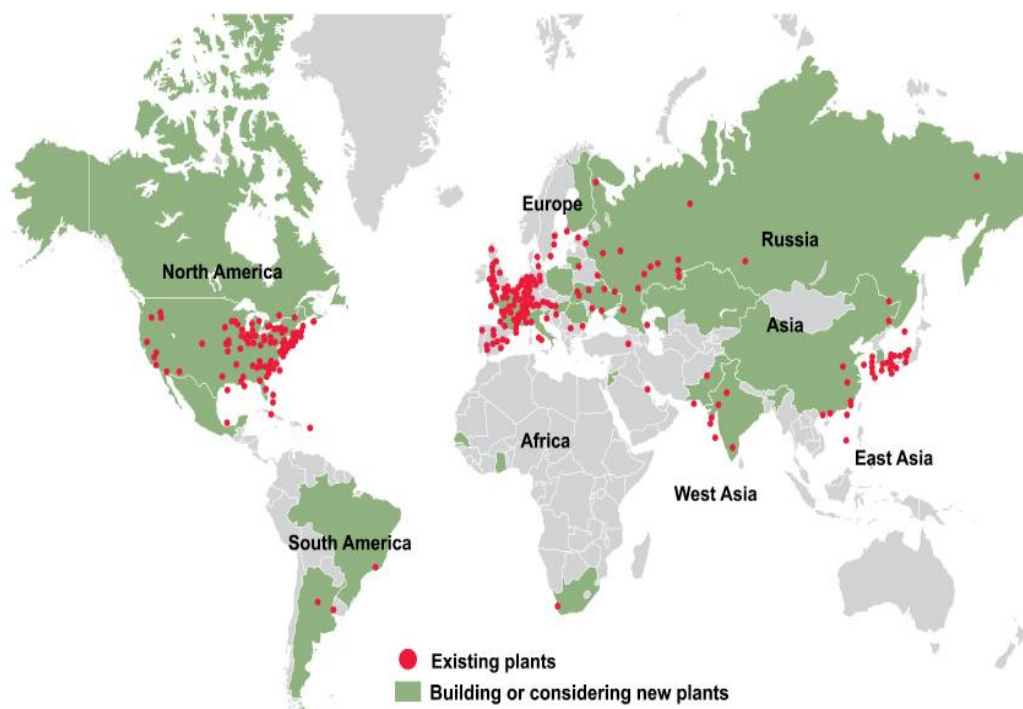 Europe
Russia
North America
Asia
Africa
East Asia
West Asia
South America
Existing plants
Building or considering new plants